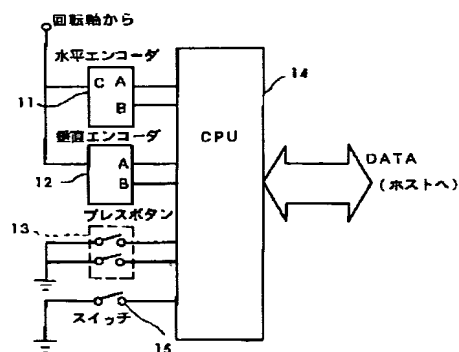 回転軸から
水平エンコーダ
14
C A
11
B
CPU
垂直エンコーダ
A
DATA
12
B
(ホストへ)
プレスボタン
13
スイッチ
15